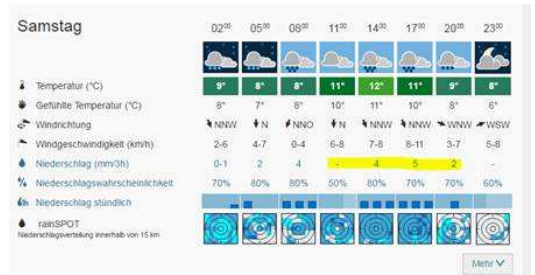 Samstag 02⁰⁰ 05⁰⁰ 08⁰⁰ 11⁰⁰ 14⁰⁰ 17⁰⁰ 20⁰⁰ 23⁰⁰
Temperatur (°C) 9° 8° 8° 11° 12° 11° 9° 8°
Gefühlte Temperatur (°C) 8° 7° 8° 10° 11° 10° 8° 6°
Windrichtung NNW N NNO N NNW NNW WNW WSW
Windgeschwindigkeit (km/h) 2-6 4-7 0-4 6-8 7-8 8-11 3-7 5-8
Niederschlag (mm/3h) 0-1 2 4 - 4 5 2 -
Niederschlagswahrscheinlichkeit 70% 60% 80% 50% 80% 70% 70% 60%
Niederschlag stündlich
rainSPOT
Niederschlagsverteilung innerhalb von 15 km
Mehr